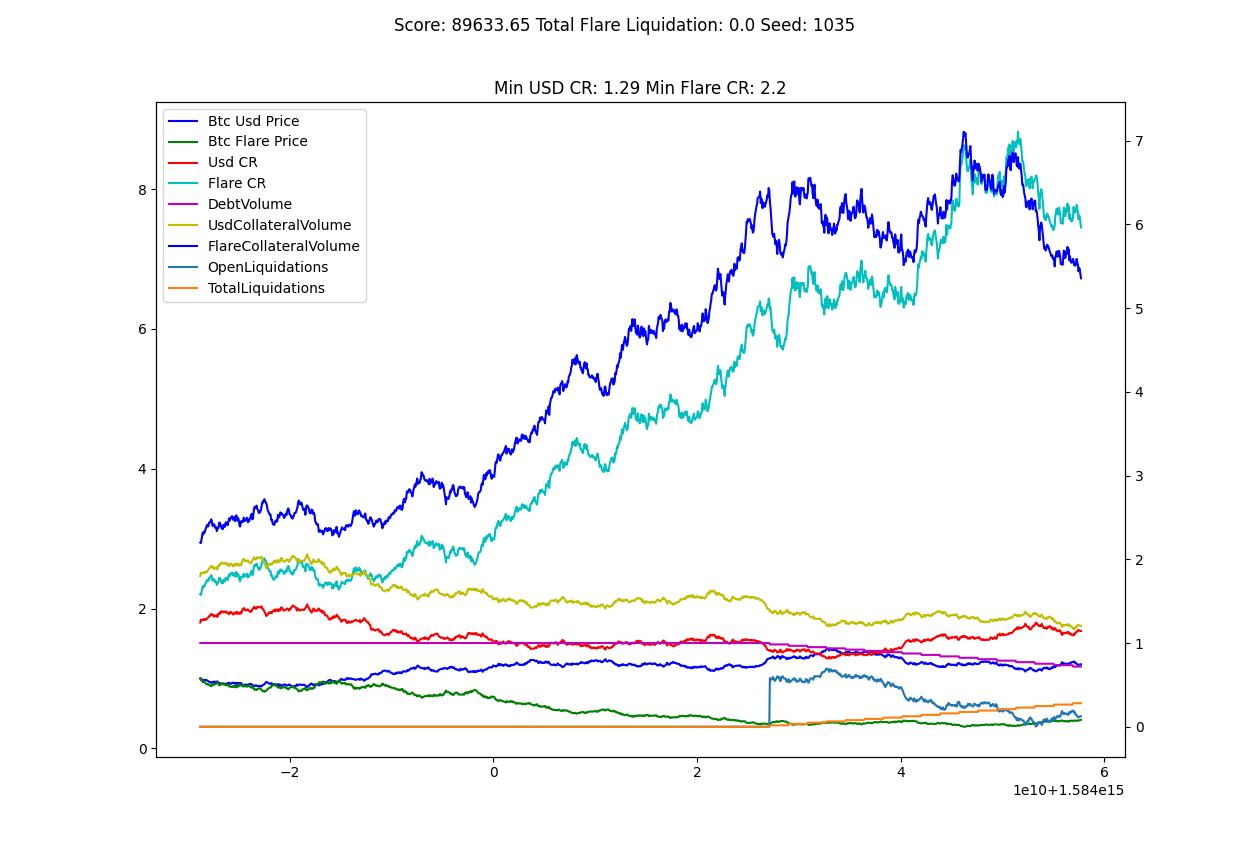 Score: 89633.65 Total Flare Liquidation: 0.0 Seed: 1035
Min USD CR: 1.29 Min Flare CR: 2.2
Btc Usd Price
Btc Flare Price
Usd CR
Flare CR
DebtVolume
UsdCollateralVolume
FlareCollateralVolume
OpenLiquidations
TotalLiquidations
8
6
4
2
0
7
6
5
4
3
2
1
0
−2
0
2
4
6
1e10+1.584e15